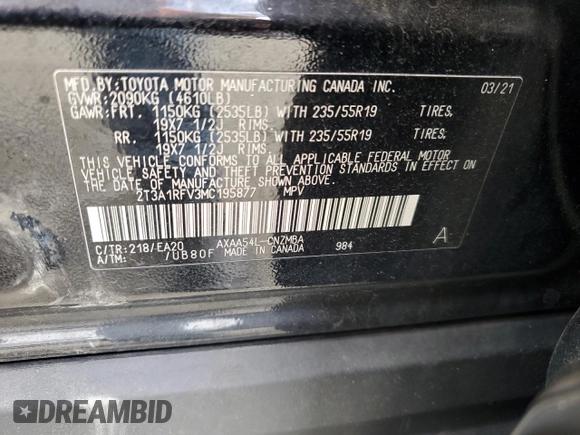 MFD.BY:TOYOTA MOTOR MANUFACTURING CANADA INC. 03/21
GVWR:2090KG (4610LB)
GAWR:FRT. 1150KG (2535LB) WITH 235/55R19 TIRES,
19X7 1/2J RIMS,
RR. 1150KG (2535LB) WITH 235/55R19 TIRES,
19X7 1/2J RIMS,
THIS VEHICLE CONFORMS TO ALL APPLICABLE FEDERAL MOTOR
VEHICLE SAFETY AND THEFT PREVENTION STANDARDS IN EFFECT ON
THE DATE OF MANUFACTURE SHOWN ABOVE.
2T3A1RFV3MC195877 MPV
C/TR:218/EA20 AXAA54L-CNZMBA A
A/TM: /UB80F MADE IN CANADA 984
DREAMBID